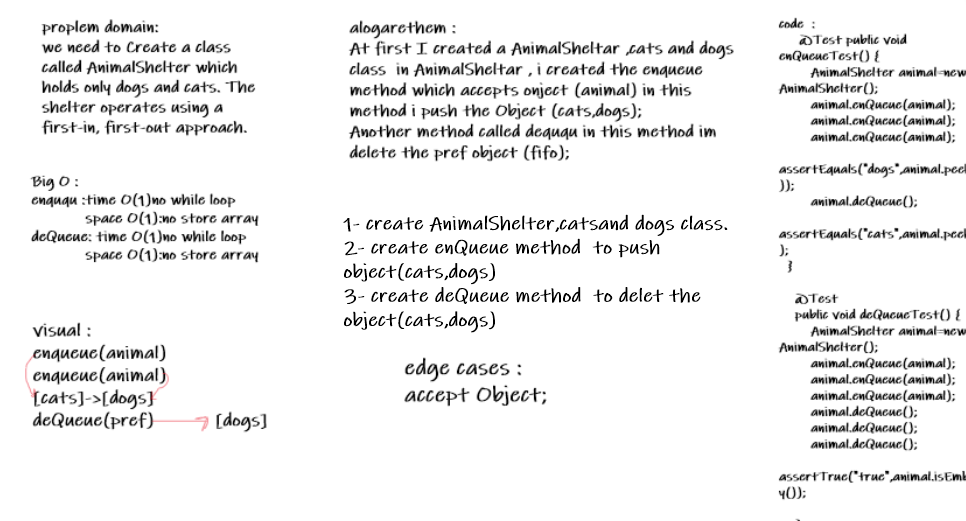 proplem domain:
we need to Create a class
called AnimalShelter which
holds only dogs and cats. The
shelter operates using a
first-in, first-out approach.
Big O :
enququ :time O(1)no while loop
space O(1):no store array
deQueue: time O(1)no while loop
space O(1):no store array
visual :
enqueue(animal)
enqueue(animal)
[cats]->[dogs]
deQueue(pref) [dogs]
alogarethem :
At first I created a AnimalSheltar ,cats and dogs
class in AnimalSheltar , i created the enqueue
method which accepts onject (animal) in this
method i push the Object (cats,dogs);
Another method called deququ in this method im
delete the pref object (fifo);
1- create AnimalShelter,catsand dogs class.
2- create enQueue method to push
object(cats,dogs)
3- create deQueue method to delet the
object(cats,dogs)
edge cases :
accept Object;
code :
@Test public void
enQueueTest() {
AnimalShelter animal=new
AnimalShelter();
animal.enQueue(animal);
animal.enQueue(animal);
animal.enQueue(animal);
assertEquals("dogs",animal.peek
));
animal.deQueue();
assertEquals("cats",animal.peek
);
}
@Test
public void deQueueTest() {
AnimalShelter animal=new
AnimalShelter();
animal.enQueue(animal);
animal.enQueue(animal);
animal.enQueue(animal);
animal.deQueue();
animal.deQueue();
animal.deQueue();
assertTrue("true",animal.isEmb
y());